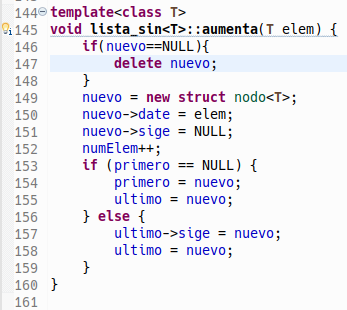 144 template<class T>
145 void lista_sin<T>::aumenta(T elem) {
146     if(nuevo==NULL){
147         delete nuevo;
148     }
149     nuevo = new struct nodo<T>;
150     nuevo->date = elem;
151     nuevo->sige = NULL;
152     numElem++;
153     if (primero == NULL) {
154         primero = nuevo;
155         ultimo = nuevo;
156     } else {
157         ultimo->sige = nuevo;
158         ultimo = nuevo;
159     }
160 }
161